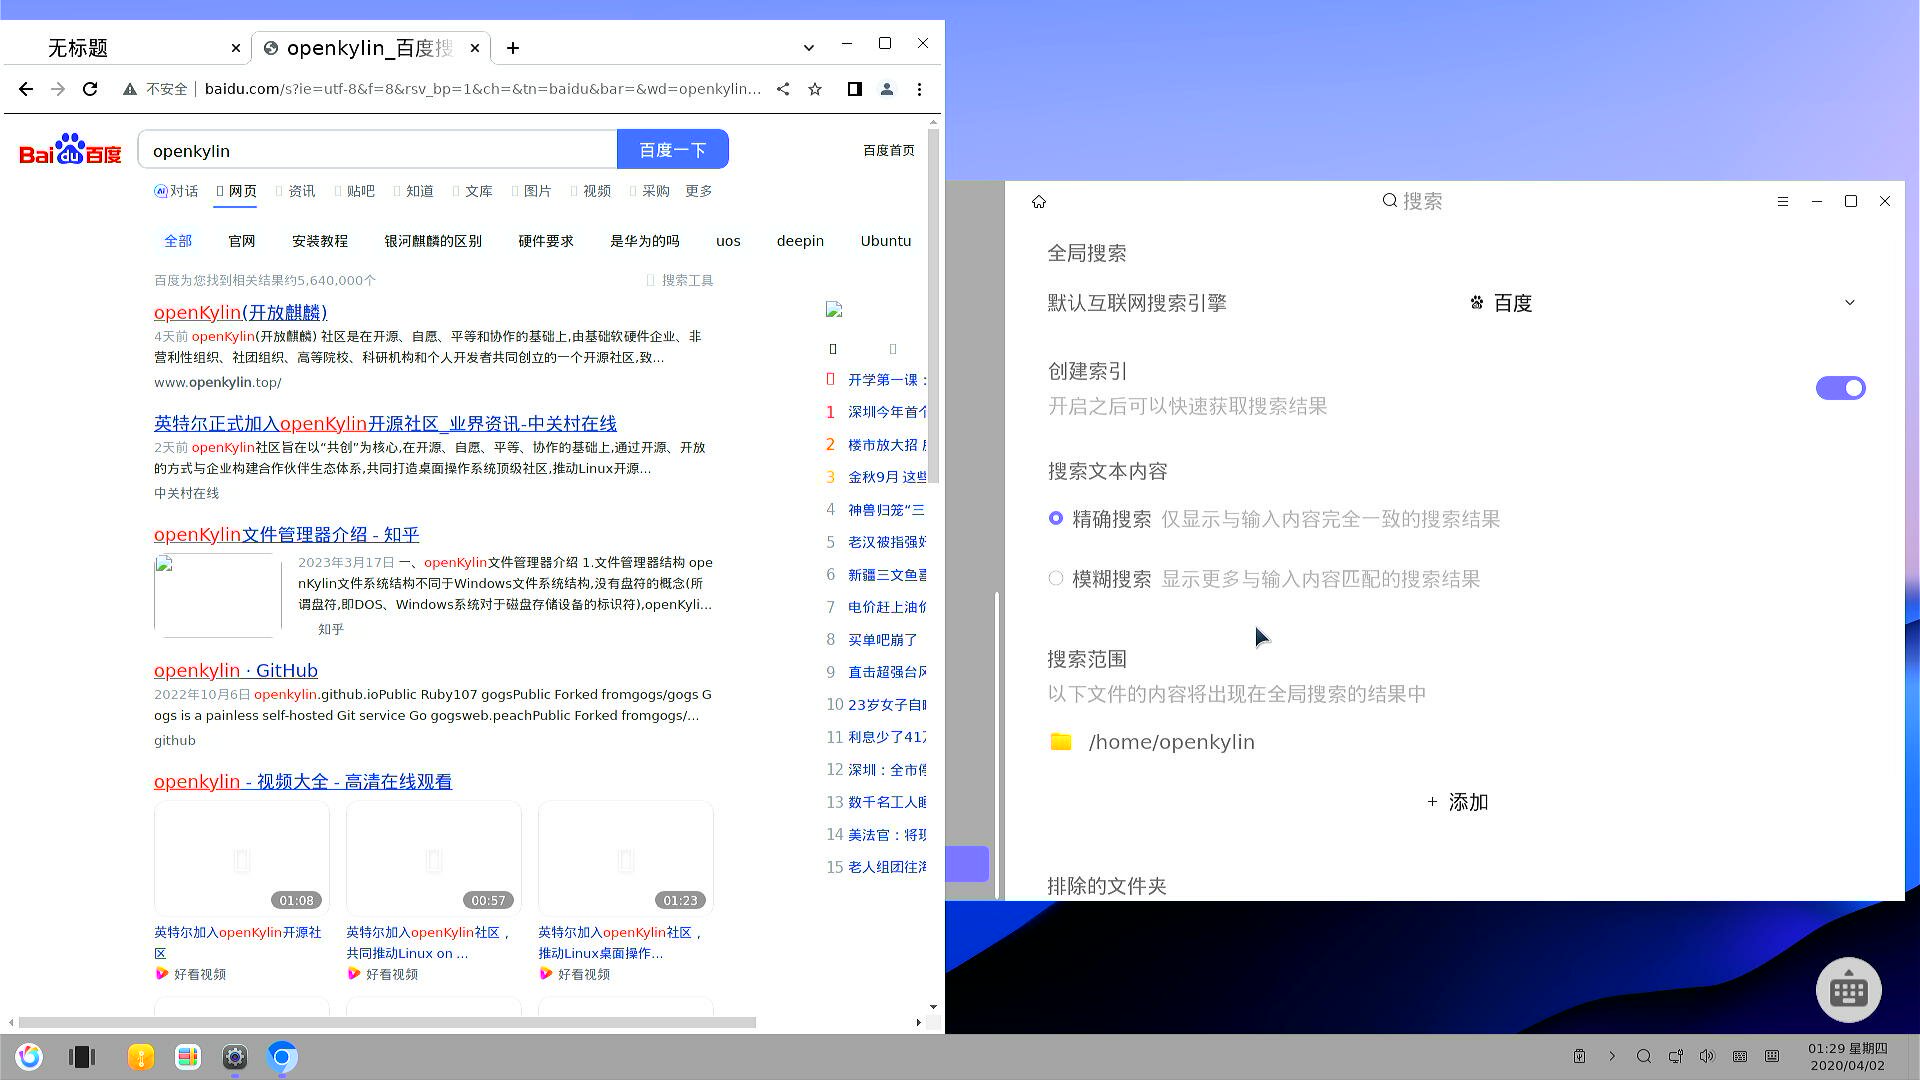 无标题
openkylin_百度搜
不安全
baidu.com/s?ie=utf-8&f=8&rsv_bp=1&ch=&tn=baidu&bar=&wd=openkylin...
Bai du 百度
openkylin
百度一下
百度首页
对话
网页
资讯
贴吧
知道
文库
图片
视频
采购
更多
全部
官网
安装教程
银河麒麟的区别
硬件要求
是华为的吗
uos
deepin
Ubuntu
百度为您找到相关结果约5,640,000个
搜索工具
openKylin(开放麒麟)
4天前 openKylin(开放麒麟) 社区是在开源、自愿、平等和协作的基础上,由基础软硬件企业、非
营利性组织、社团组织、高等院校、科研机构和个人开发者共同创立的一个开源社区,致...
www.openkylin.top/
英特尔正式加入openKylin开源社区_业界资讯-中关村在线
2天前 openKylin社区旨在以“共创”为核心,在开源、自愿、平等、协作的基础上,通过开源、开放
的方式与企业构建合作伙伴生态体系,共同打造桌面操作系统顶级社区,推动Linux开源...
中关村在线
openKylin文件管理器介绍 - 知乎
2023年3月17日 一、openKylin文件管理器介绍 1.文件管理器结构 ope
nKylin文件系统结构不同于Windows文件系统结构,没有盘符的概念(所
谓盘符,即DOS、Windows系统对于磁盘存储设备的标识符),openKyli...
知乎
openkylin · GitHub
2022年10月6日 openkylin.github.ioPublic Ruby107 gogsPublic Forked fromgogs/gogs G
ogs is a painless self-hosted Git service Go gogsweb.peachPublic Forked fromgogs/...
github
openkylin - 视频大全 - 高清在线观看
01:08
00:57
01:23
英特尔加入openKylin开源社
区
好看视频
英特尔加入openKylin社区，
共同推动Linux on ...
好看视频
英特尔加入openKylin社区，
推动Linux桌面操作...
好看视频
开学第一课：
1 深圳今年首个
2 楼市放大招
3 金秋9月 这些
4 神兽归笼“三
5 老汉被指强奸
6 新疆三文鱼喜
7 电价赶上油价
8 买单吧崩了
9 直击超强台风
10 23岁女子自
11 利息少了41万
12 深圳：全市停
13 数千名工人
14 美法官：将现
15 老人组团往海
搜索
全局搜索
默认互联网搜索引擎
百度
创建索引
开启之后可以快速获取搜索结果
搜索文本内容
精确搜索 仅显示与输入内容完全一致的搜索结果
模糊搜索 显示更多与输入内容匹配的搜索结果
搜索范围
以下文件的内容将出现在全局搜索的结果中
/home/openkylin
+ 添加
排除的文件夹
01:29 星期四
2020/04/02